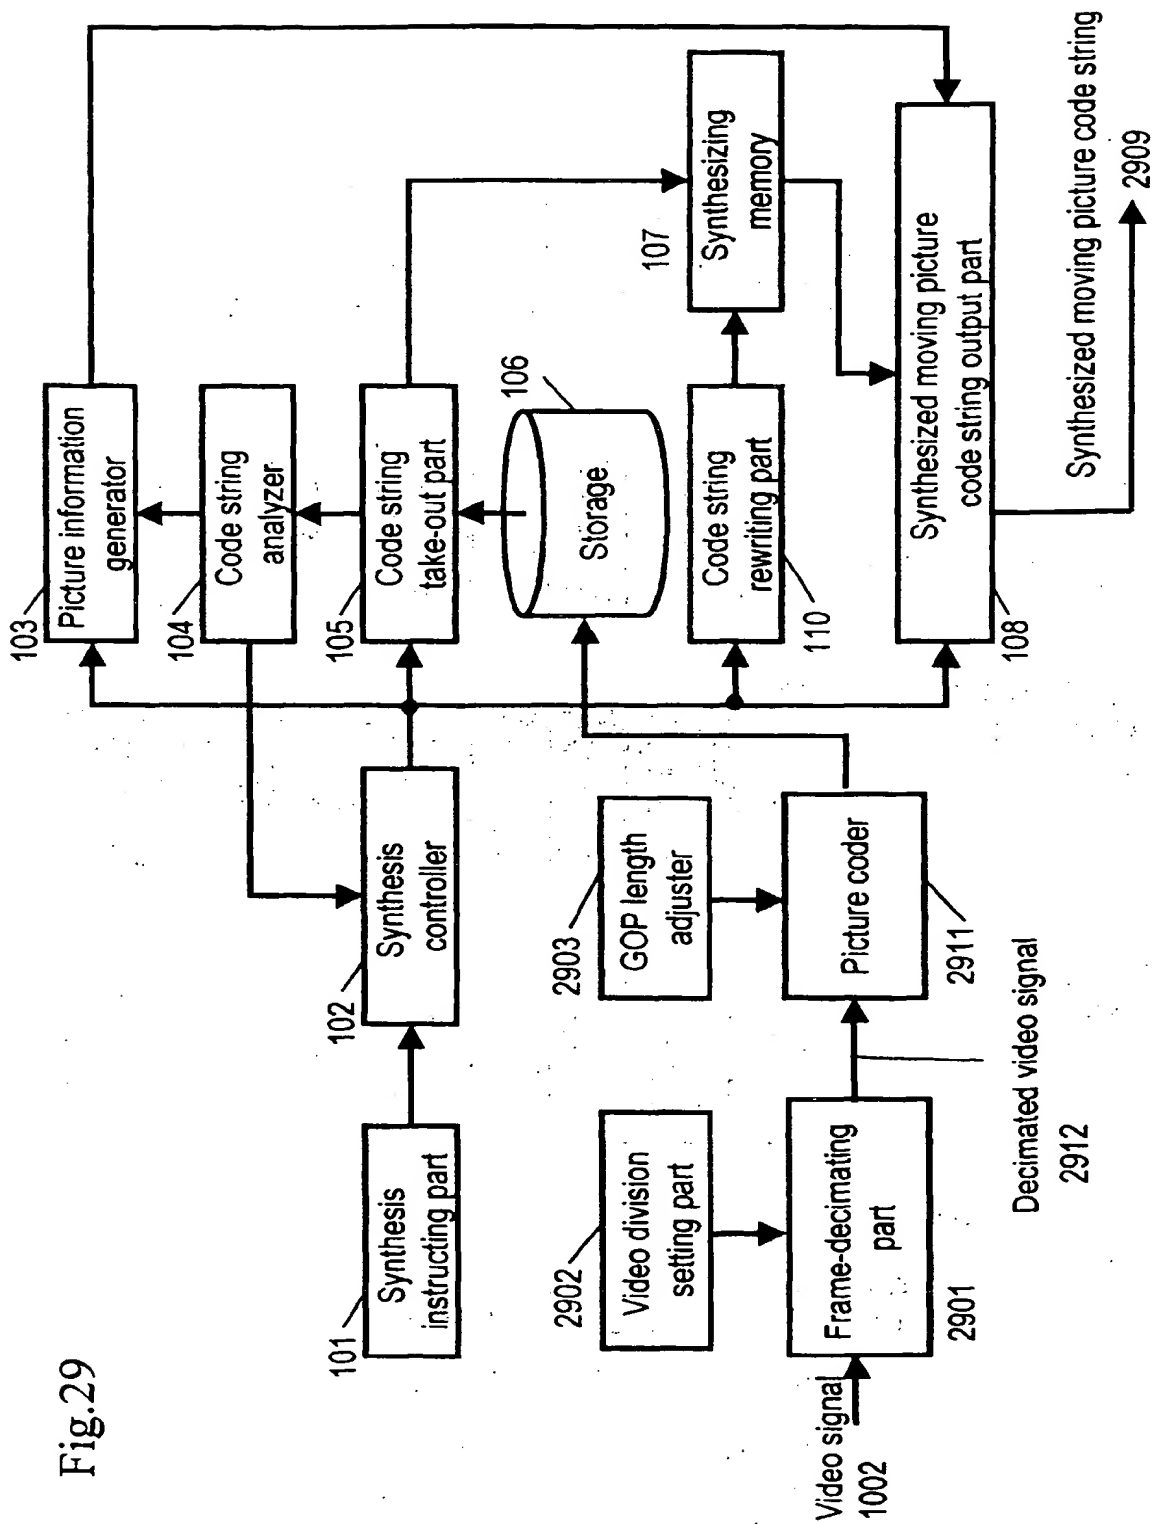 Fig.29
101
Synthesis
instructing part
102
Synthesis
controller
103
Picture information
generator
104
Code string
analyzer
105
Code string
take-out part
106
Storage
107
Synthesizing
memory
110
Code string
rewriting part
108
Synthesized moving picture
code string output part
Synthesized moving picture code string
2909
2902
Video division
setting part
2903
GOP length
adjuster
Video signal
1002
Frame-decimating
part
2901
Picture coder
2911
Decimated video signal
2912